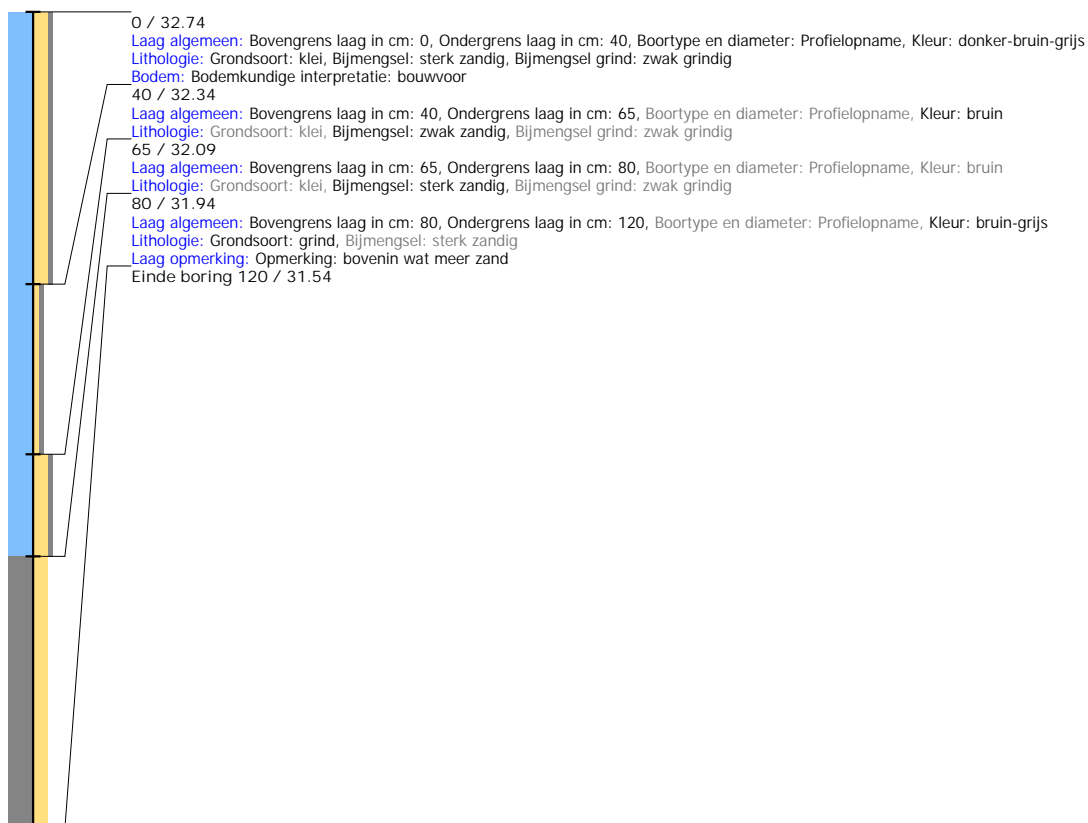 0 / 32.74
Laag algemeen: Bovengrens laag in cm: 0, Ondergrens laag in cm: 40, Boortype en diameter: Profielopname, Kleur: donker-bruin-grijs
Lithologie: Grondsoort: klei, Bijmengsel: sterk zandig, Bijmengsel grind: zwak grindig
Bodem: Bodemkundige interpretatie: bouwvoor
40 / 32.34
Laag algemeen: Bovengrens laag in cm: 40, Ondergrens laag in cm: 65, Boortype en diameter: Profielopname, Kleur: bruin
Lithologie: Grondsoort: klei, Bijmengsel: zwak zandig, Bijmengsel grind: zwak grindig
65 / 32.09
Laag algemeen: Bovengrens laag in cm: 65, Ondergrens laag in cm: 80, Boortype en diameter: Profielopname, Kleur: bruin
Lithologie: Grondsoort: klei, Bijmengsel: sterk zandig, Bijmengsel grind: zwak grindig
80 / 31.94
Laag algemeen: Bovengrens laag in cm: 80, Ondergrens laag in cm: 120, Boortype en diameter: Profielopname, Kleur: bruin-grijs
Lithologie: Grondsoort: grind, Bijmengsel: sterk zandig
Laag opmerking: Opmerking: bovenin wat meer zand
Einde boring 120 / 31.54